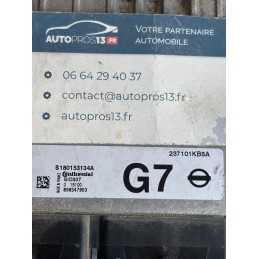 VOTRE PARTENAIRE
AUTOMOBILE
AUTOPROS13.FR
06 64 29 40 37
contact@autopros13.fr
autopros13.fr
237101KB5A
S180153134A
Continental
SID307
G7